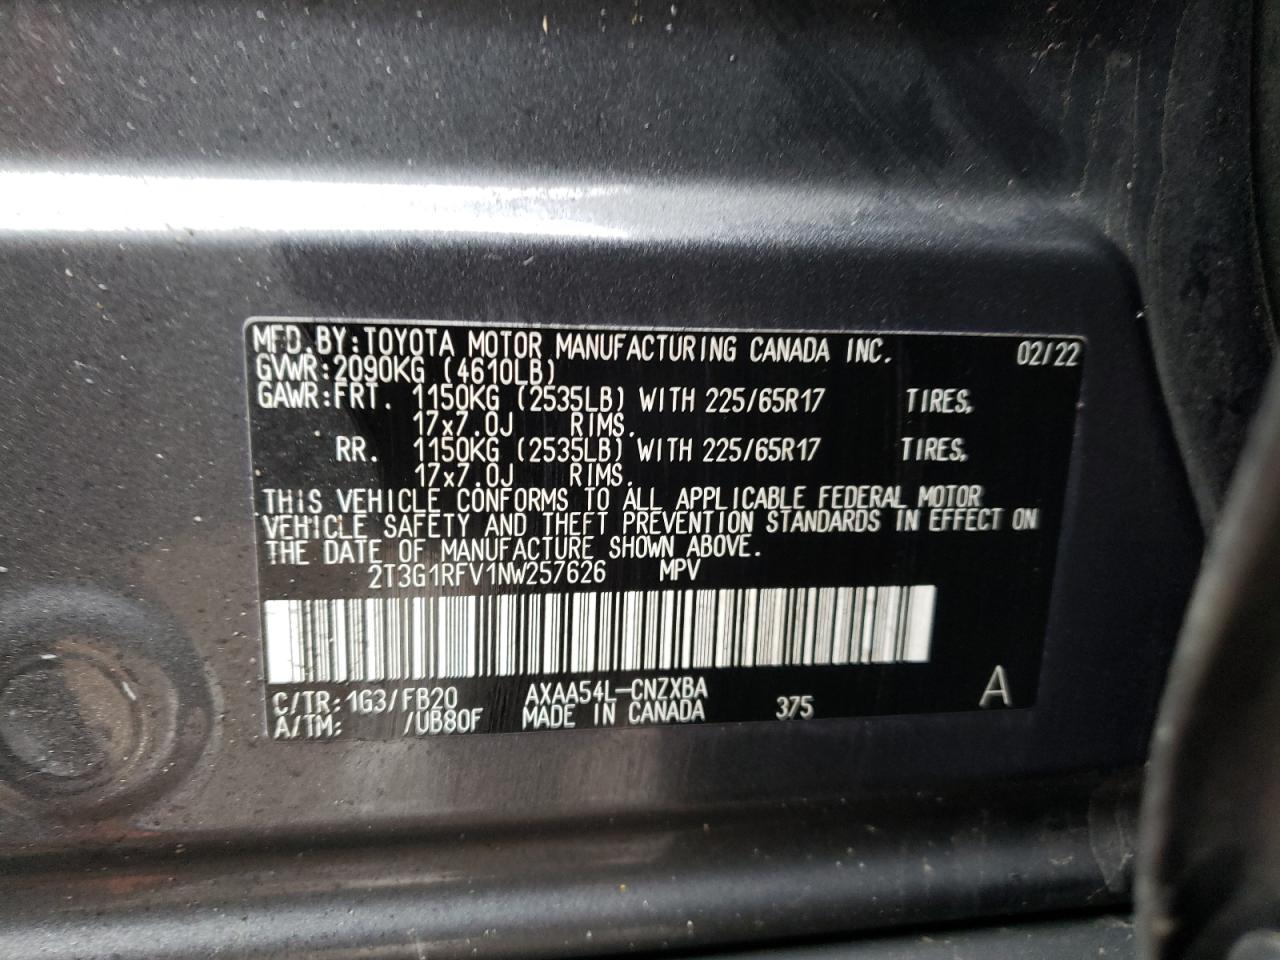 MFD.BY:TOYOTA MOTOR MANUFACTURING CANADA INC. 02/22
GVWR:2090KG (4610LB)
GAWR:FRT. 1150KG (2535LB) WITH 225/65R17 TIRES,
17x7.0J RIMS.
RR. 1150KG (2535LB) WITH 225/65R17 TIRES,
17x7.0J RIMS.
THIS VEHICLE CONFORMS TO ALL APPLICABLE FEDERAL MOTOR
VEHICLE SAFETY AND THEFT PREVENTION STANDARDS IN EFFECT ON
THE DATE OF MANUFACTURE SHOWN ABOVE.
2T3G1RFV1NW257626 MPV
C/TR:1G3/FB20 AXAA54L-CNZXBA
A/TM: /UB80F MADE IN CANADA 375 A